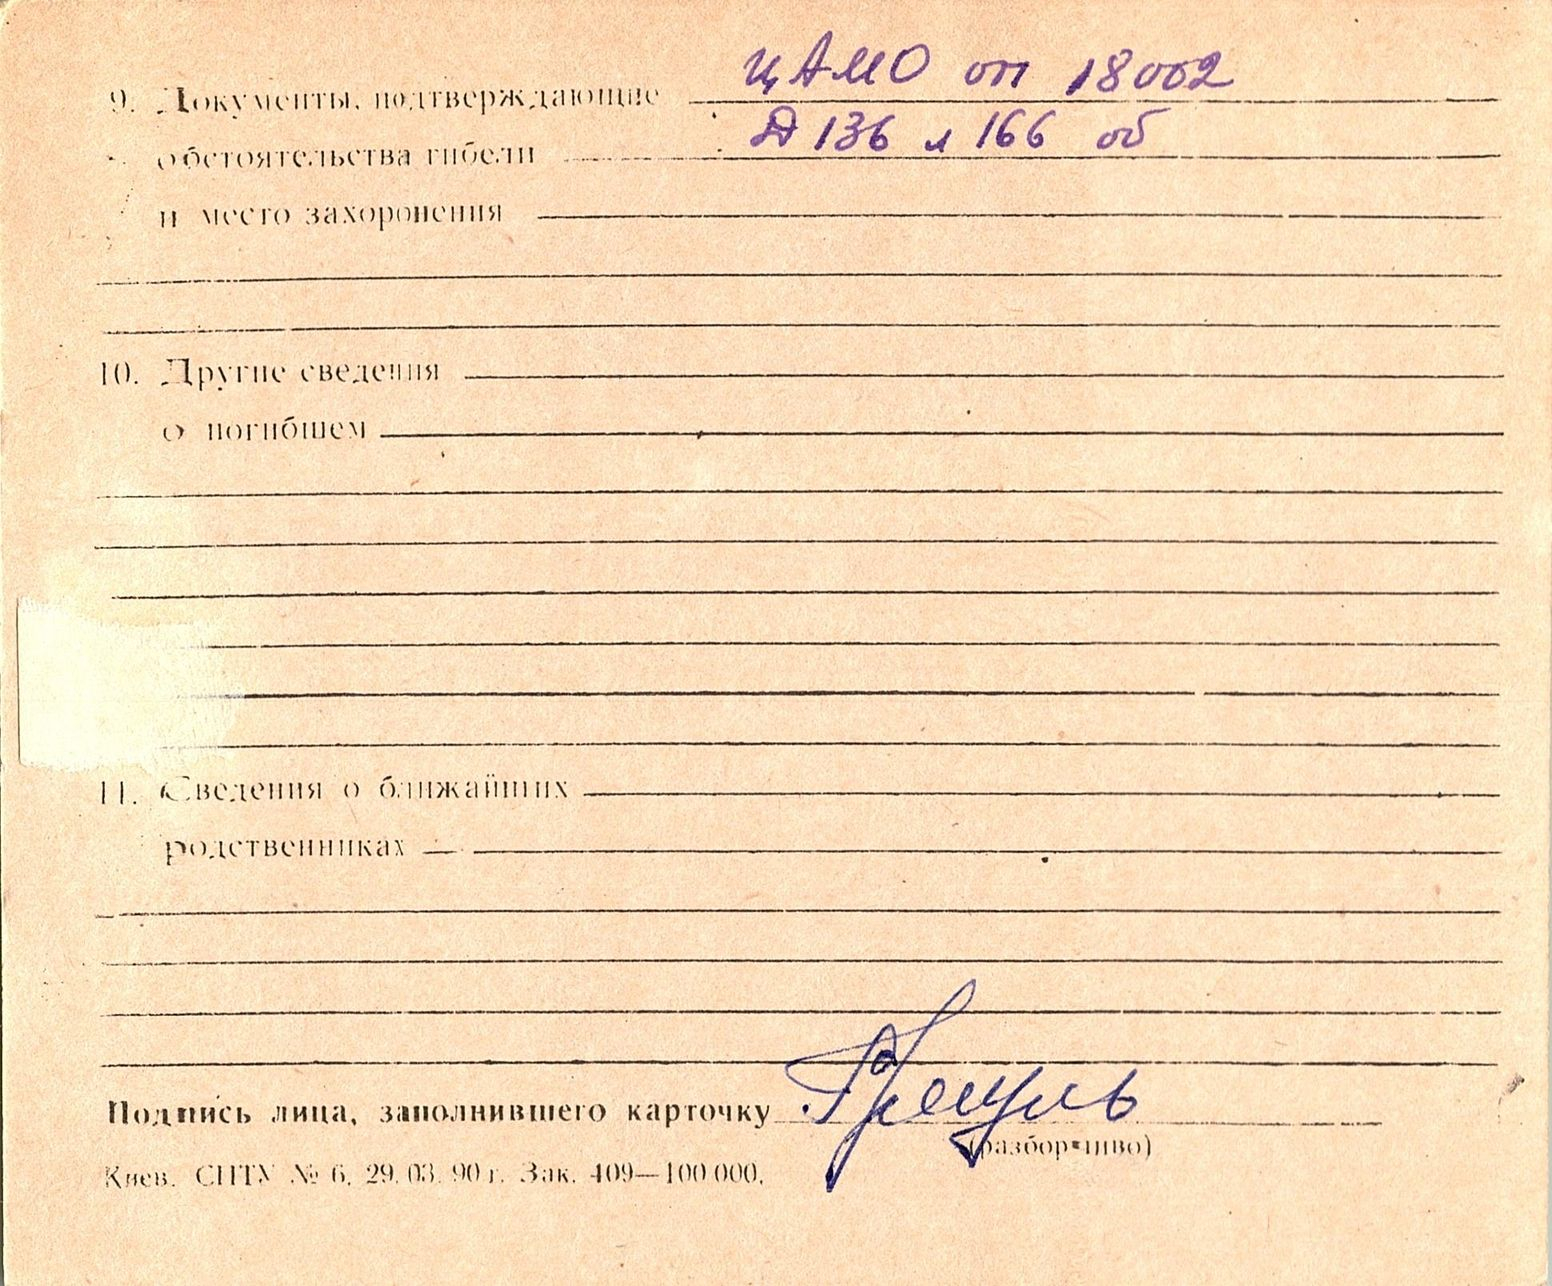 ЦАМО оп 18002
9. Документы, подтверждающие
Д 136 л 166 об
обстоятельства гибели
и место захоронения
10. Другие сведения
о погибшем
11. Сведения о ближайших
родственниках
Подпись лица, заполнившего карточку
(разборчиво)
Киев. СПТУ № 6. 29.03.90 г. Зак. 409—100 000.